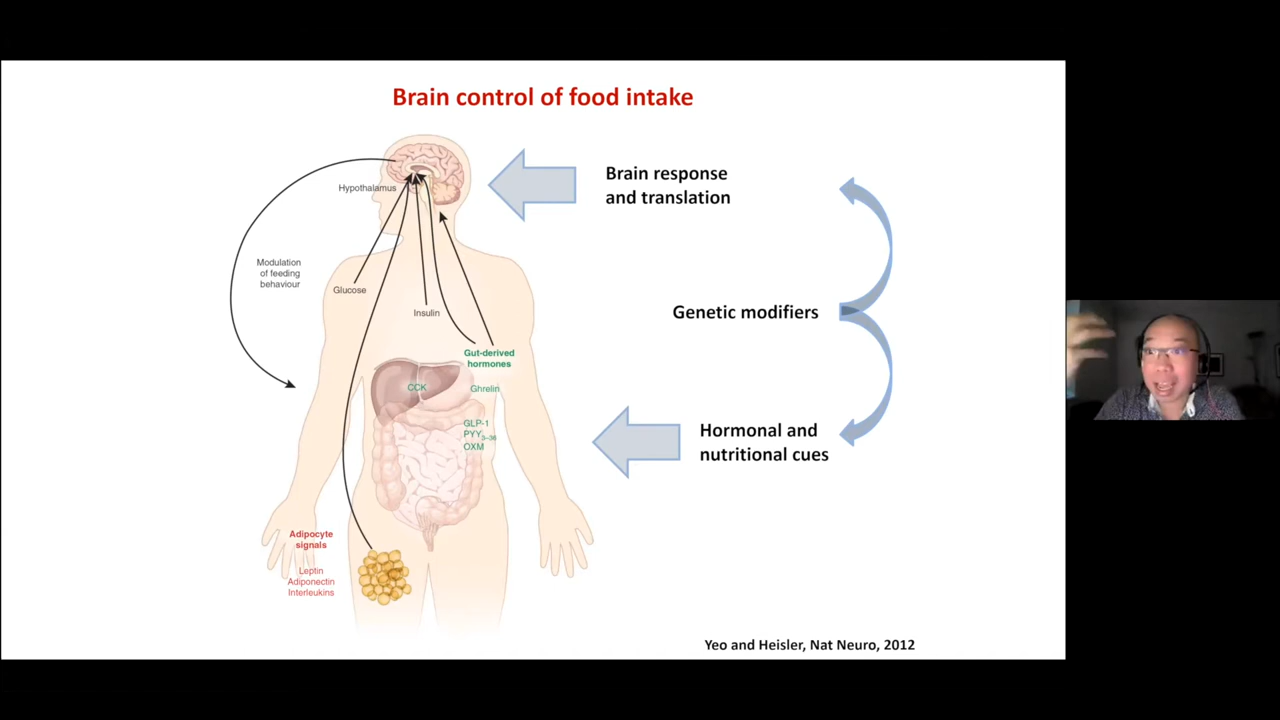 Brain control of food intake
Hypothalamus
Brain response
and translation
Modulation
of feeding
behaviour
Glucose
Insulin
Genetic modifiers
Gut-derived
hormones
CCK
Ghrelin
GLP-1
PYY3–36
OXM
Hormonal and
nutritional cues
Adipocyte
signals
Leptin
Adiponectin
Interleukins
Yeo and Heisler, Nat Neuro, 2012